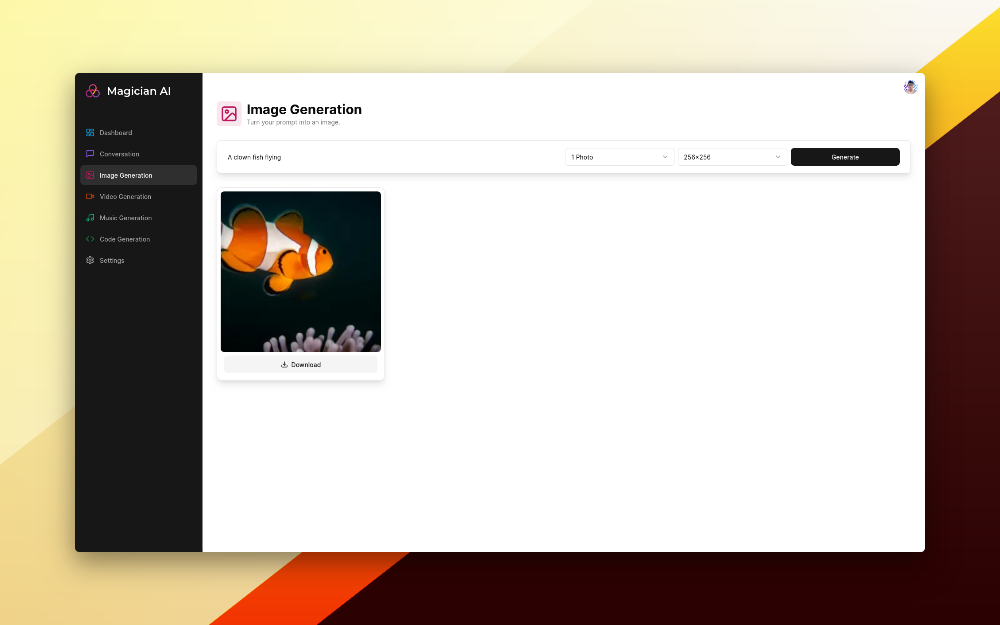 Magician AI
Dashboard
Conversation
Image Generation
Video Generation
Music Generation
Code Generation
Settings
Image Generation
Turn your prompt into an image.
A clown fish flying
1 Photo
256x256
Generate
Download